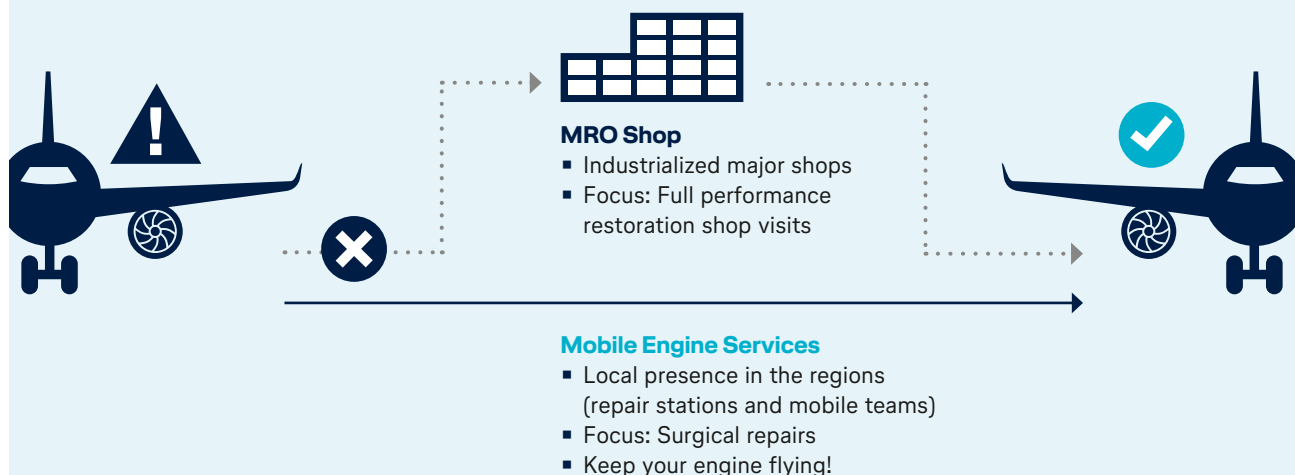 MRO Shop
▪ Industrialized major shops
▪ Focus: Full performance
restoration shop visits
Mobile Engine Services
▪ Local presence in the regions
(repair stations and mobile teams)
▪ Focus: Surgical repairs
▪ Keep your engine flying!